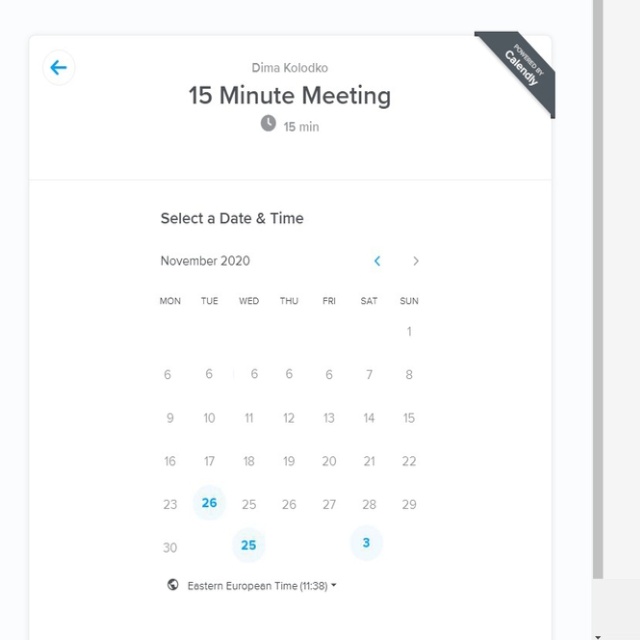 POWERED BY
Calendly
Dima Kolodko
15 Minute Meeting
15 min
Select a Date & Time
November 2020
MON TUE WED THU FRI SAT SUN
1
6 6 6 6 6 7 8
9 10 11 12 13 14 15
16 17 18 19 20 21 22
23 26 25 26 27 28 29
30 25 3
Eastern European Time (11:38)